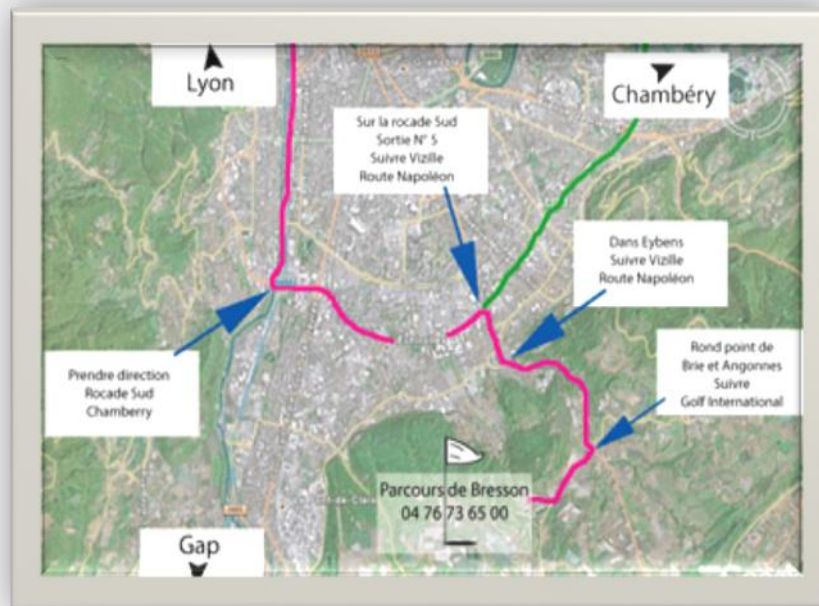 Lyon
Chambéry
Sur la rocade Sud
Sortie N° 5
Suivre Vizille
Route Napoléon
Dans Eybens
Suivre Vizille
Route Napoléon
Rond point de
Brie et Angonnes
Suivre
Golf International
Prendre direction
Rocade Sud
Chamberry
Parcours de Bresson
04 76 73 65 00
Gap